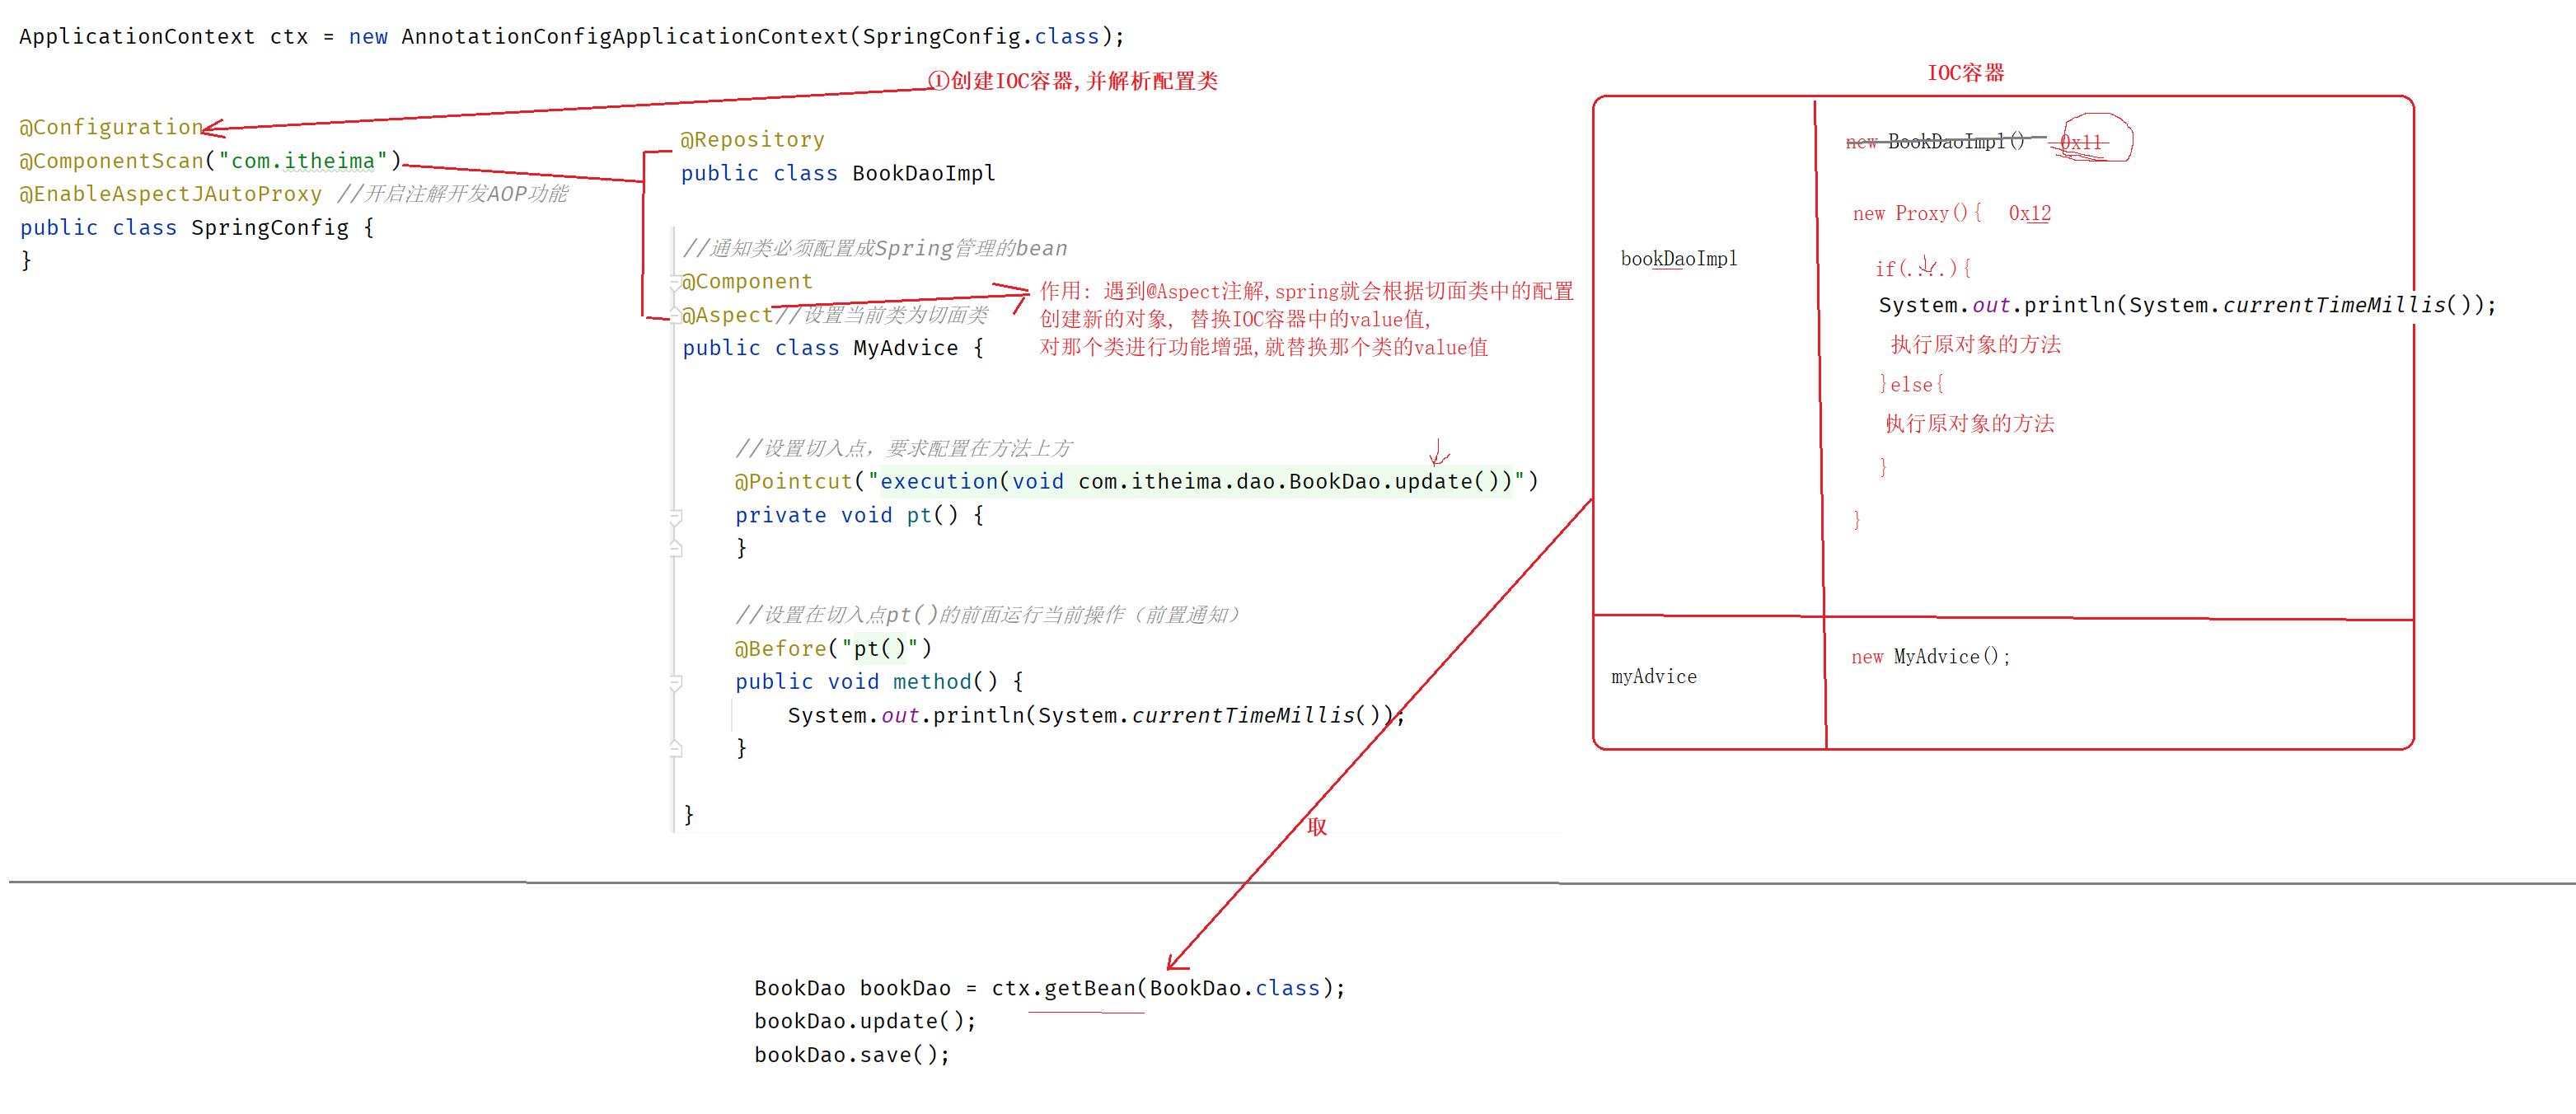 ApplicationContext ctx = new AnnotationConfigApplicationContext(SpringConfig.class);
①创建IOC容器,并解析配置类
@Configuration
@ComponentScan("com.itheima")
@EnableAspectJAutoProxy //开启注解开发AOP功能
public class SpringConfig {
}
@Repository
public class BookDaoImpl
//通知类必须配置成Spring管理的bean
@Component
@Aspect//设置当前类为切面类
public class MyAdvice {
作用: 遇到@Aspect注解,spring就会根据切面类中的配置
创建新的对象, 替换IOC容器中的value值,
对那个类进行功能增强,就替换那个类的value值
//设置切入点，要求配置在方法上方
@Pointcut("execution(void com.itheima.dao.BookDao.update())")
private void pt() {
}
//设置在切入点pt()的前面运行当前操作（前置通知）
@Before("pt()")
public void method() {
System.out.println(System.currentTimeMillis());
}
}
IOC容器
bookDaoImpl
new BookDaoImpl() 0x11
new Proxy(){ 0x12
if(....){
System.out.println(System.currentTimeMillis());
执行原对象的方法
}else{
执行原对象的方法
}
}
myAdvice
new MyAdvice();
取
BookDao bookDao = ctx.getBean(BookDao.class);
bookDao.update();
bookDao.save();